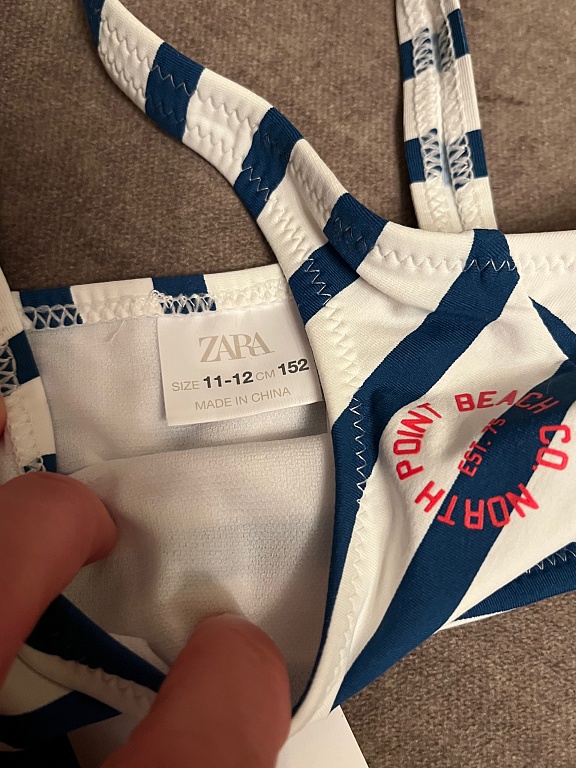 ZARA
SIZE 11-12 CM 152
MADE IN CHINA
NORTH POINT BEACH CO.
EST. 75